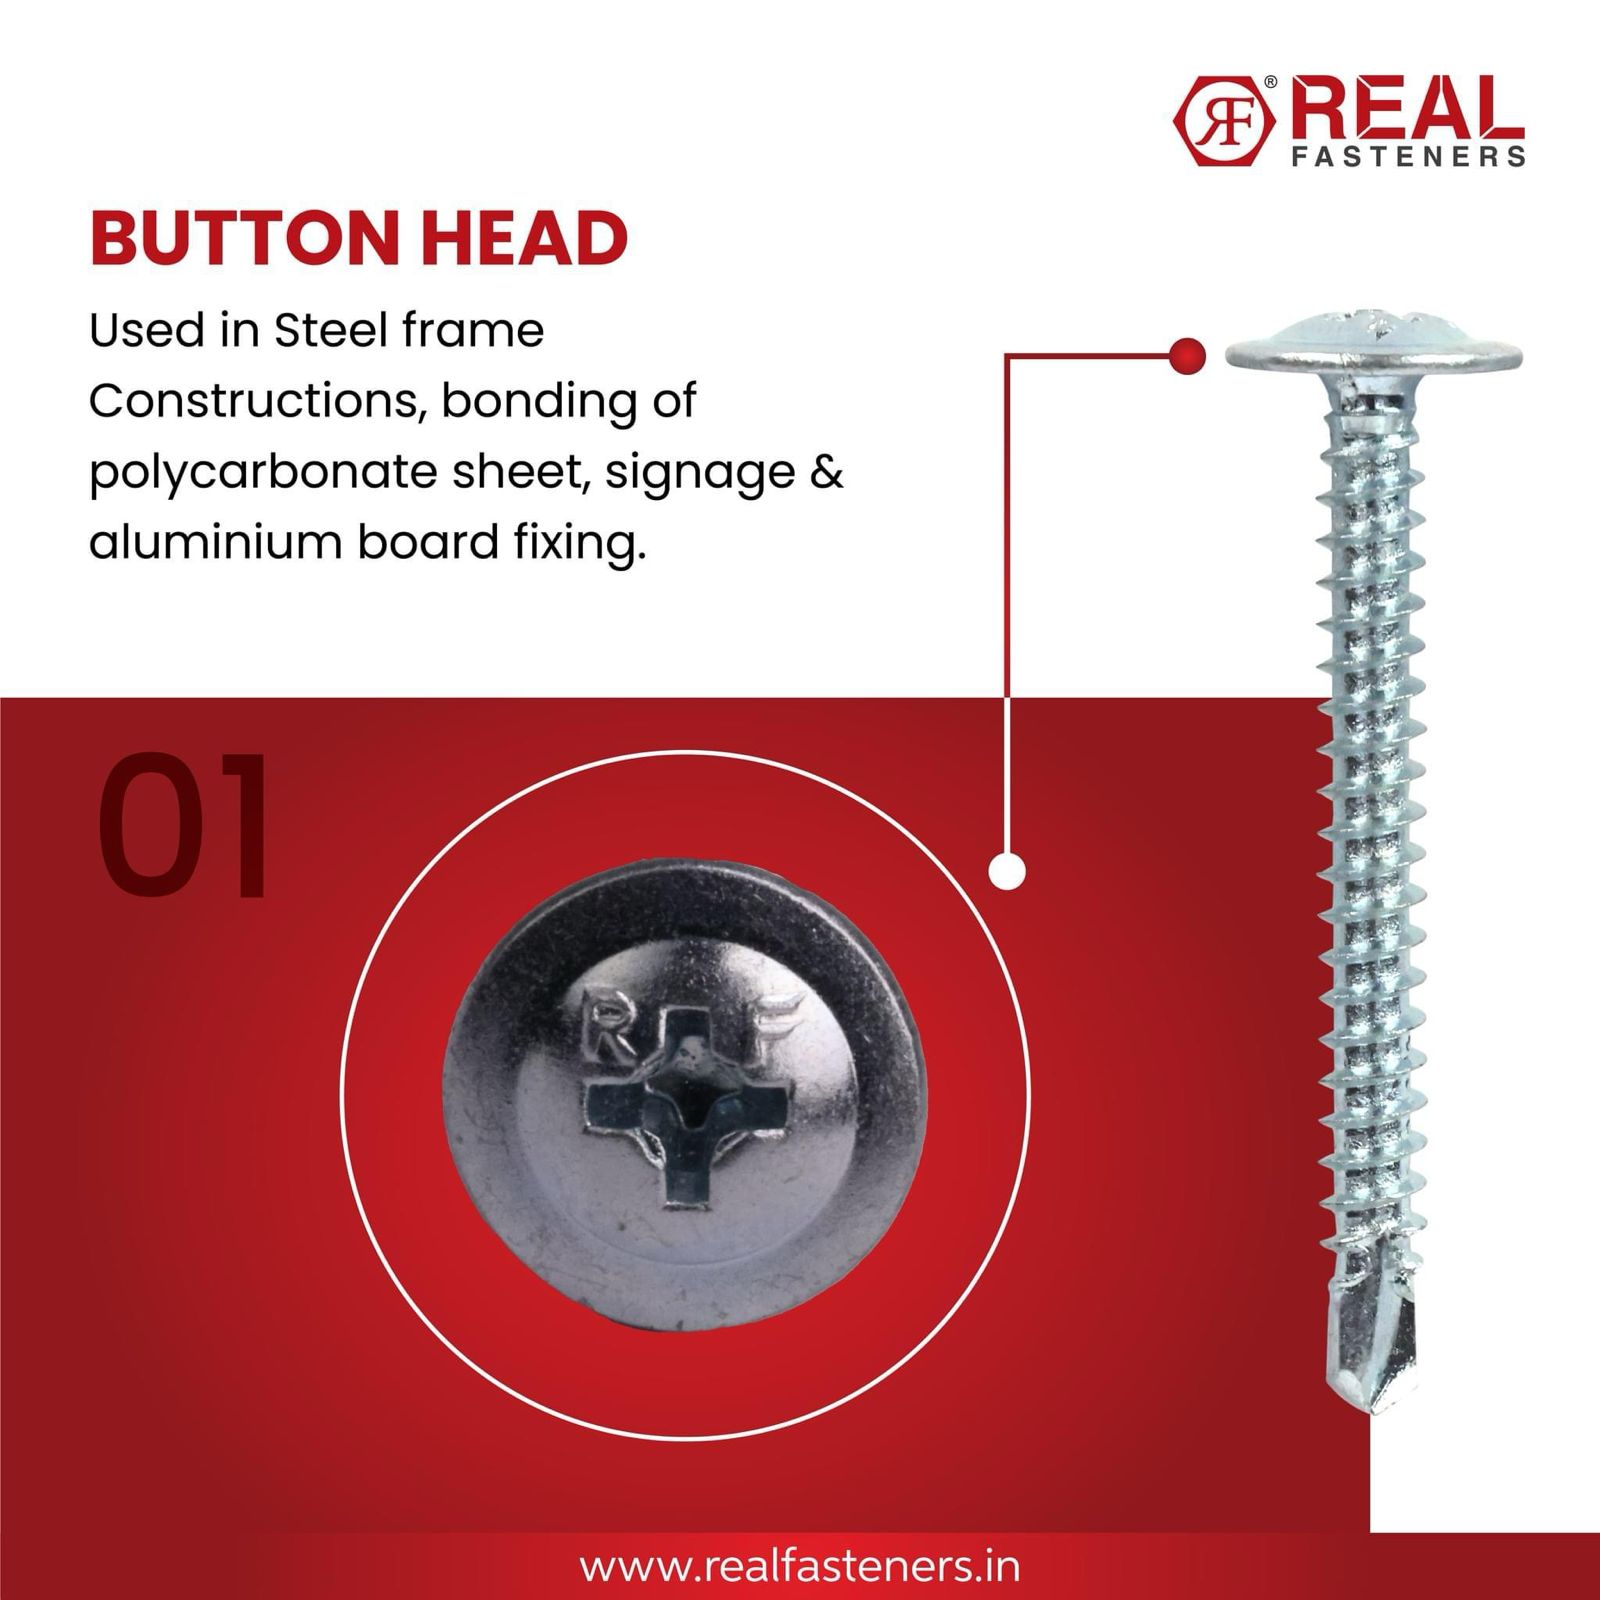 RF® REAL
FASTENERS
BUTTON HEAD
Used in Steel frame
Constructions, bonding of
polycarbonate sheet, signage &
aluminium board fixing.
01
R F
www.realfasteners.in